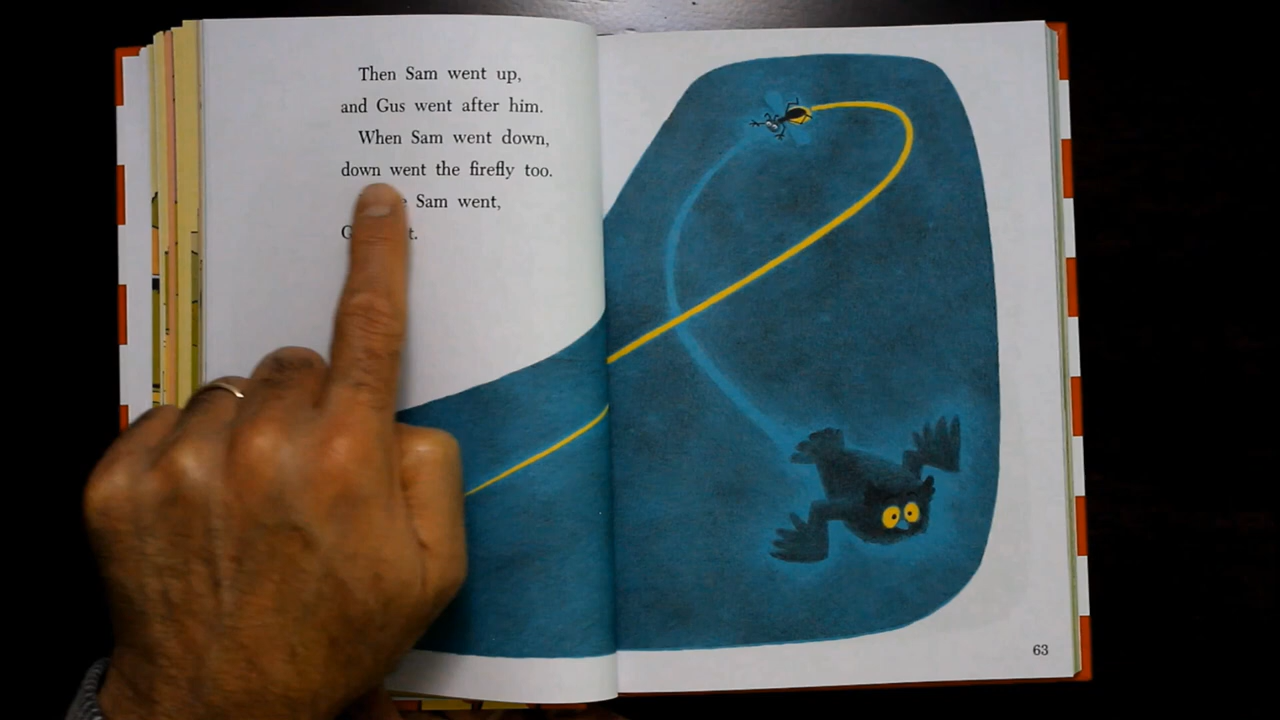 Then Sam went up,
and Gus went after him.
When Sam went down,
down went the firefly too.
Sam went,
63